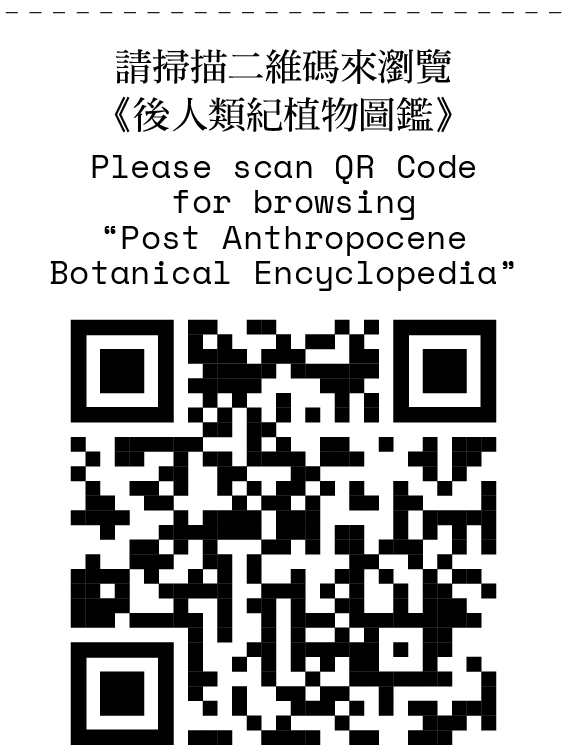 請掃描二維碼來瀏覽
《後人類紀植物圖鑑》
Please scan QR Code
for browsing
“Post Anthropocene
Botanical Encyclopedia”